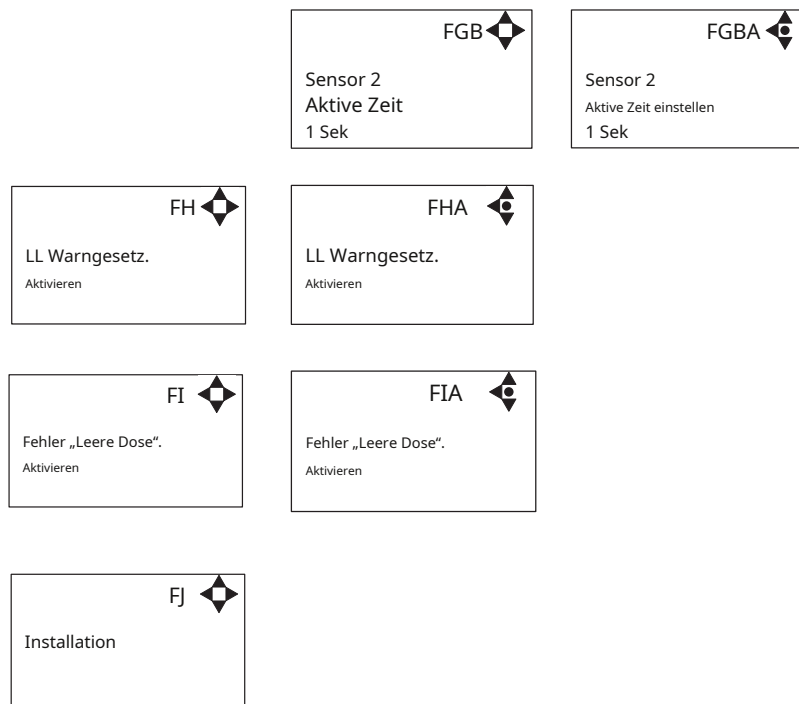 FGB
Sensor 2
Aktive Zeit
1 Sek
FGBA
Sensor 2
Aktive Zeit einstellen
1 Sek
FH
LL Warngesetz.
Aktivieren
FHA
LL Warngesetz.
Aktivieren
FI
Fehler „Leere Dose“.
Aktivieren
FIA
Fehler „Leere Dose“.
Aktivieren
FJ
Installation